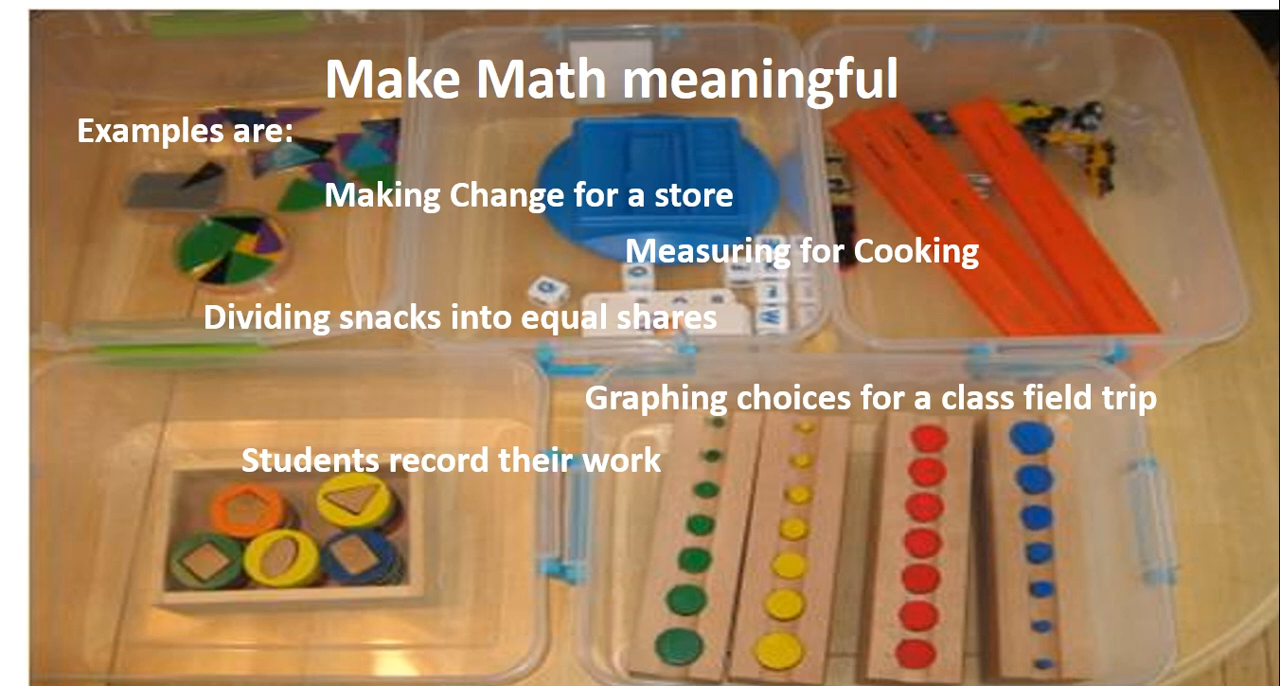 Make Math meaningful
Examples are:
Making Change for a store
Measuring for Cooking
Dividing snacks into equal shares
Graphing choices for a class field trip
Students record their work